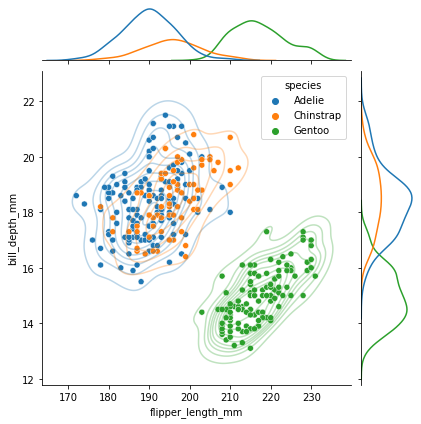 species
Adelie
Chinstrap
Gentoo
22
20
18
16
14
12
bill_depth_mm
170 180 190 200 210 220 230
flipper_length_mm